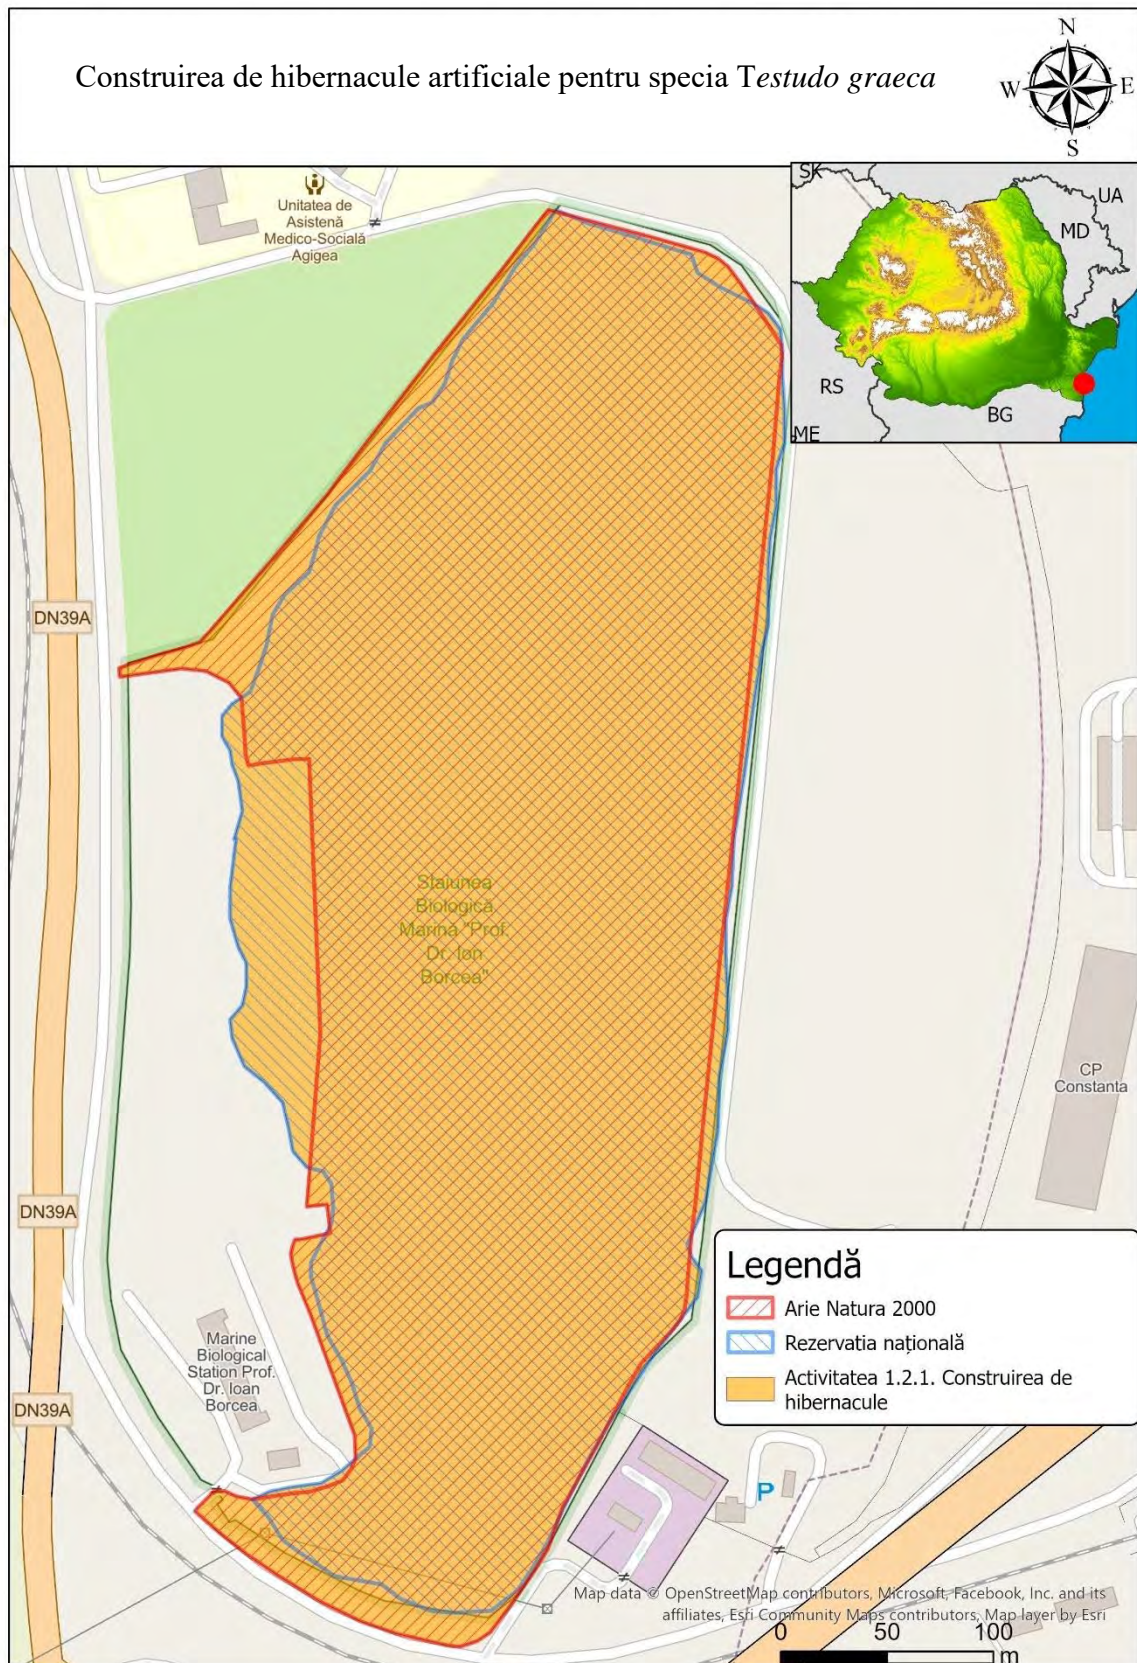 Construirea de hibernacule artificiale pentru specia Testudo graeca
N
W
E
S
Unitatea de
Asistenă
Medico-Socială
Agigea
SK
UA
MD
RS
BG
ME
DN39A
Staiunea
Biologică
Marină "Prof.
Dr. Ion
Borcea"
CP
Constanta
DN39A
Legendă
Arie Natura 2000
Rezervatia națională
Activitatea 1.2.1. Construirea de
hibernacule
Marine
Biological
Station Prof.
Dr. Ioan
Borcea
DN39A
P
Map data © OpenStreetMap contributors, Microsoft, Facebook, Inc. and its
affiliates, Esri Community Maps contributors, Map layer by Esri
0 50 100
m